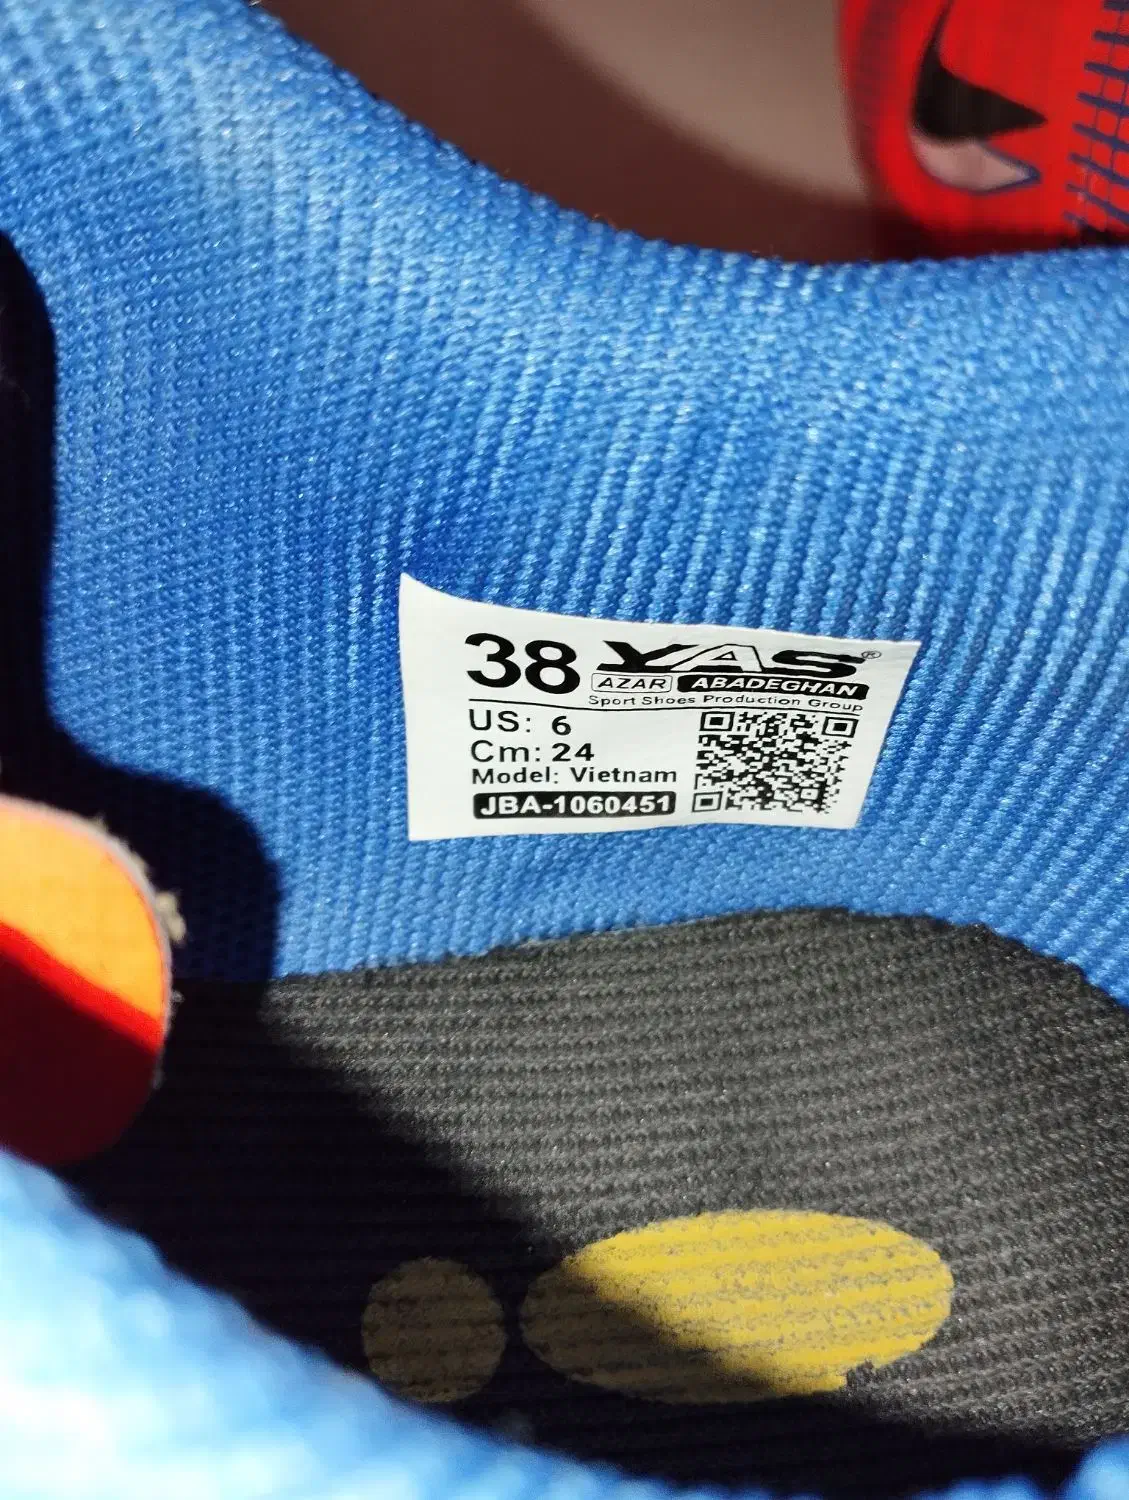 38 YAS®
AZAR ABADEGHAN
Sport Shoes Production Group
US: 6
Cm: 24
Model: Vietnam
JBA-1060451